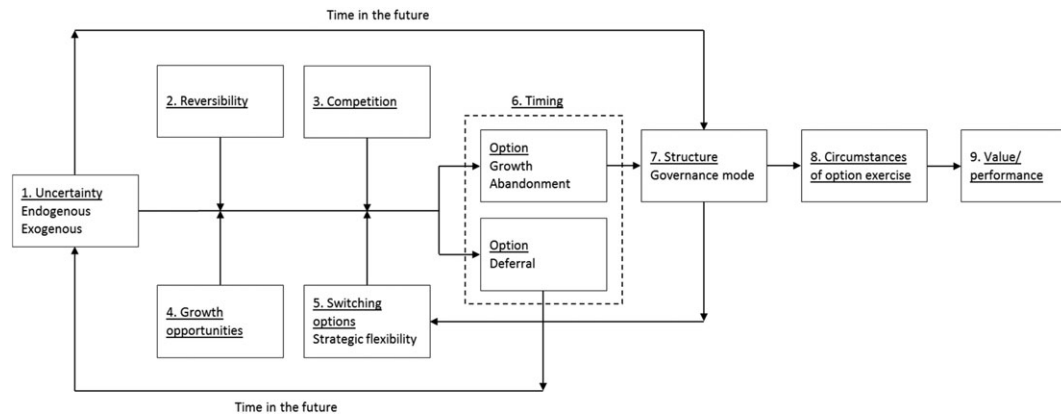 Time in the future
2. Reversibility
3. Competition
6. Timing
Option
Growth
Abandonment
7. Structure
Governance mode
8. Circumstances
of option exercise
9. Value/
performance
1. Uncertainty
Endogenous
Exogenous
Option
Deferral
4. Growth
opportunities
5. Switching
options
Strategic flexibility
Time in the future